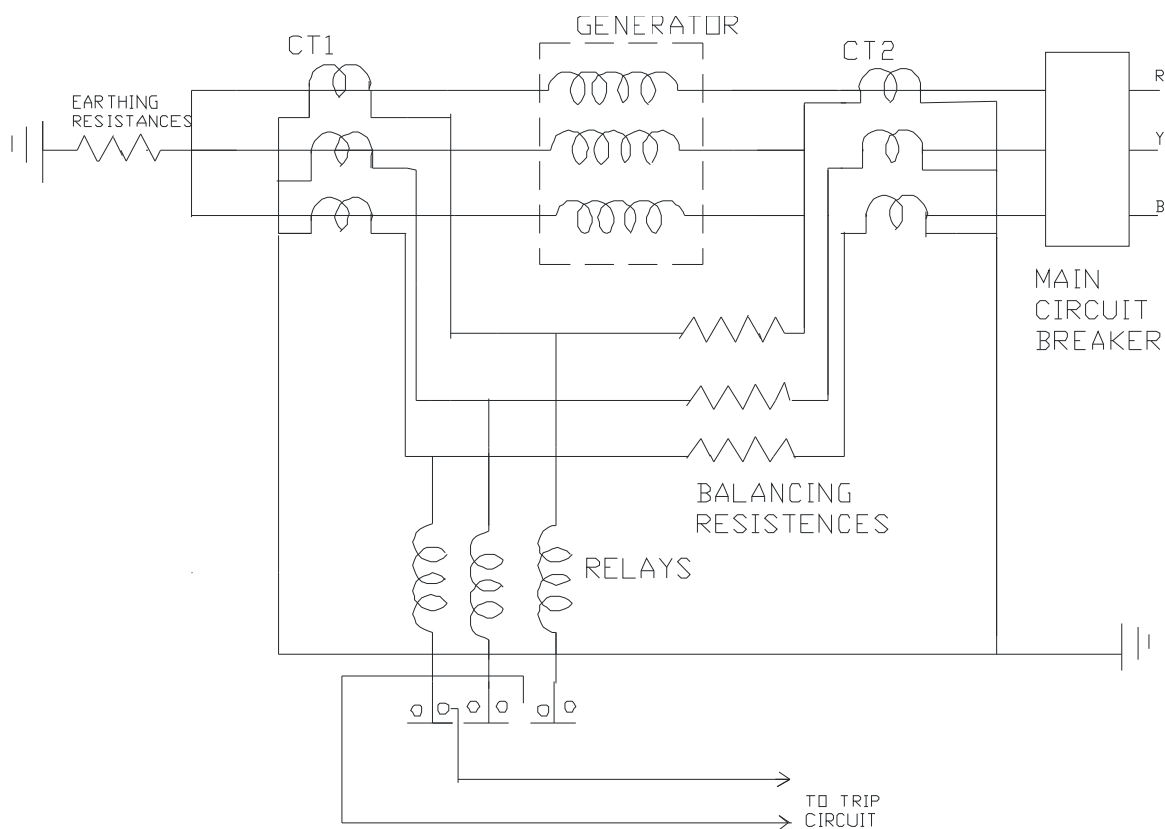 GENERATOR
CT1
CT2
EARTHING
RESISTANCES
R
Y
B
MAIN
CIRCUIT
BREAKER
BALANCING
RESISTENCES
RELAYS
TO TRIP
CIRCUIT